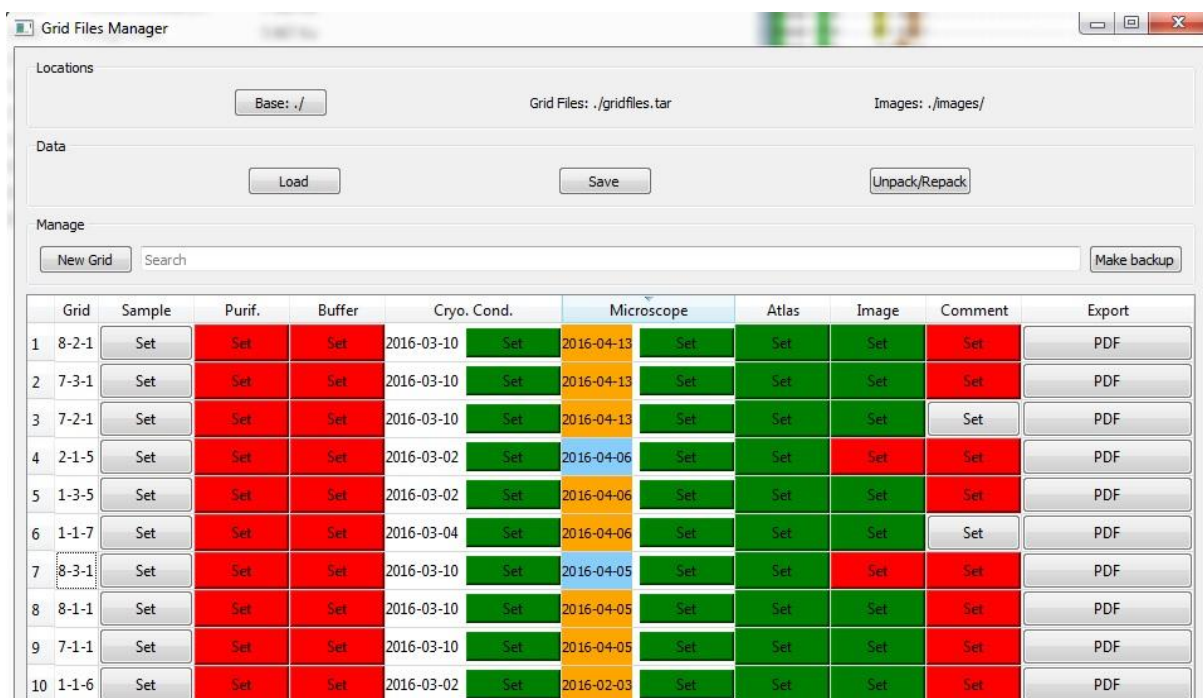 Grid Files Manager
Locations
Base: ./ Grid Files: ./gridfiles.tar Images: ./images/
Data
Load Save Unpack/Repack
Manage
New Grid Search Make backup
Grid Sample Purif. Buffer Cryo. Cond. Microscope Atlas Image Comment Export
1 8-2-1 Set Set Set 2016-03-10 Set 2016-04-13 Set Set Set Set PDF
2 7-3-1 Set Set Set 2016-03-10 Set 2016-04-13 Set Set Set Set PDF
3 7-2-1 Set Set Set 2016-03-10 Set 2016-04-13 Set Set Set Set PDF
4 2-1-5 Set Set Set 2016-03-02 Set 2016-04-06 Set Set Set Set PDF
5 1-3-5 Set Set Set 2016-03-02 Set 2016-04-06 Set Set Set Set PDF
6 1-1-7 Set Set Set 2016-03-04 Set 2016-04-06 Set Set Set Set PDF
7 8-3-1 Set Set Set 2016-03-10 Set 2016-04-05 Set Set Set Set PDF
8 8-1-1 Set Set Set 2016-03-10 Set 2016-04-05 Set Set Set Set PDF
9 7-1-1 Set Set Set 2016-03-10 Set 2016-04-05 Set Set Set Set PDF
10 1-1-6 Set Set Set 2016-03-02 Set 2016-02-03 Set Set Set Set PDF